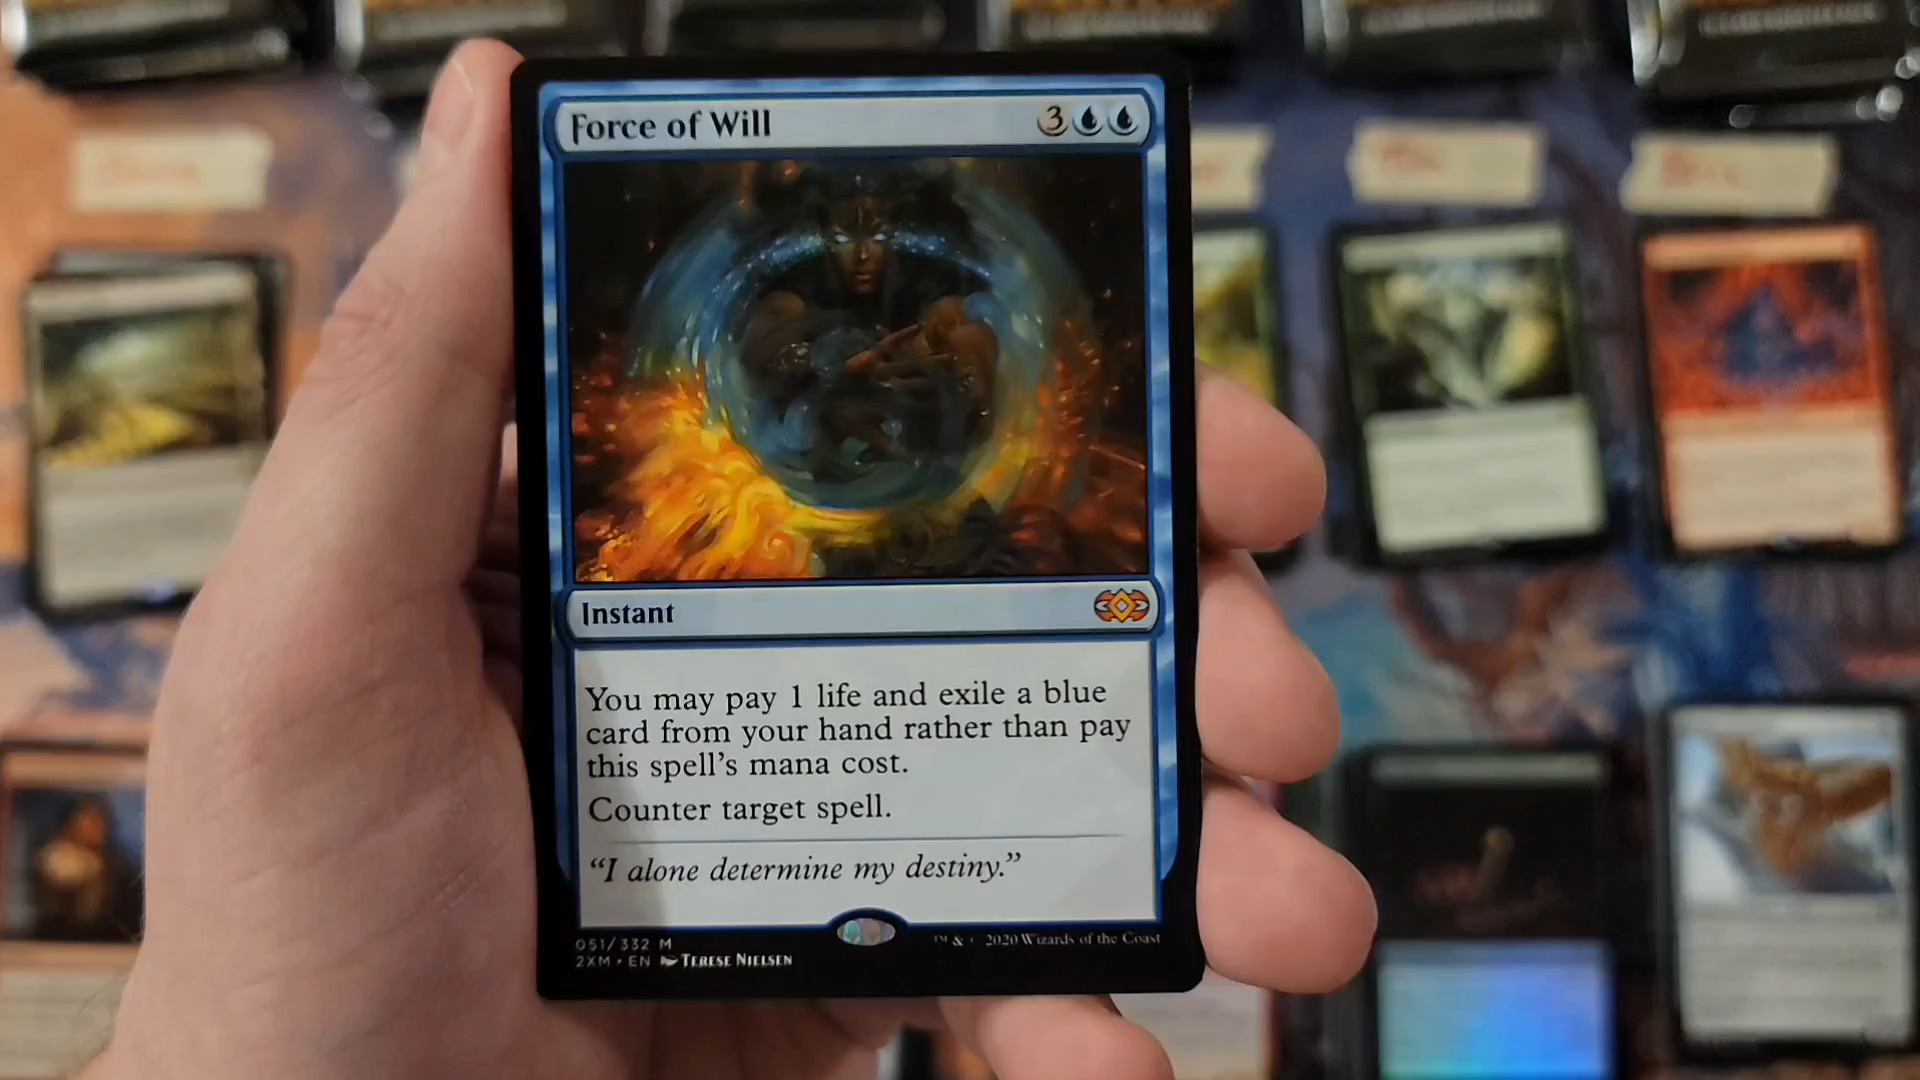 Force of Will 3
Instant
You may pay 1 life and exile a blue
card from your hand rather than pay
this spell's mana cost.
Counter target spell.
“I alone determine my destiny.”
051/332 M
2XM • EN Terese Nielsen
™ & 2020 Wizards of the Coast